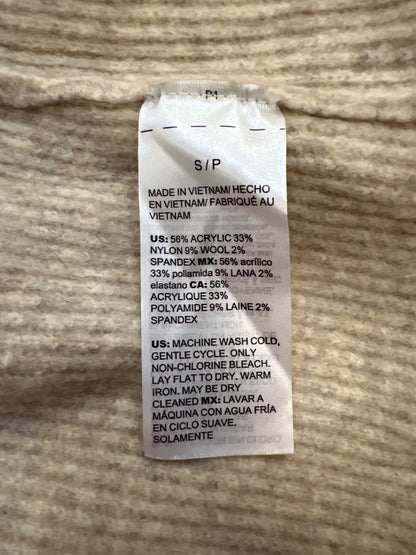 S/P
MADE IN VIETNAM/ HECHO
EN VIETNAM/ FABRIQUÉ AU
VIETNAM
US: 56% ACRYLIC 33%
NYLON 9% WOOL 2%
SPANDEX MX: 56% acrílico
33% poliamida 9% LANA 2%
elastano CA: 56%
ACRYLIQUE 33%
POLYAMIDE 9% LAINE 2%
SPANDEX
US: MACHINE WASH COLD,
GENTLE CYCLE. ONLY
NON-CHLORINE BLEACH.
LAY FLAT TO DRY. WARM
IRON. MAY BE DRY
CLEANED MX: LAVAR A
MÁQUINA CON AGUA FRÍA
EN CICLO SUAVE.
SOLAMENTE